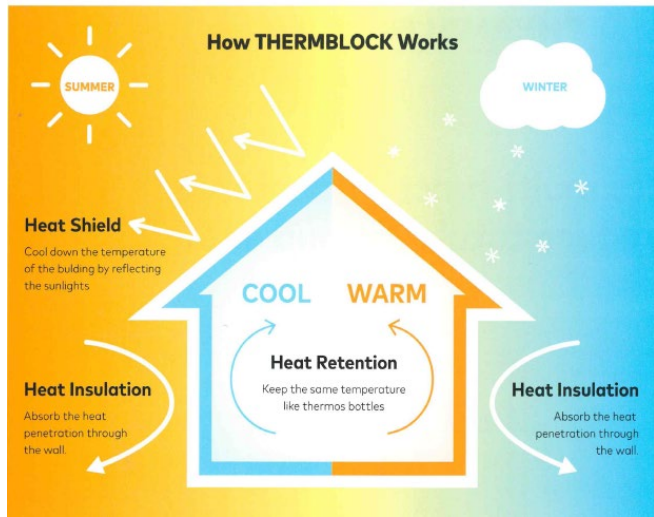 How THERMBLOCK Works
SUMMER
WINTER
Heat Shield
Cool down the temperature
of the bulding by reflecting
the sunlights
COOL
WARM
Heat Retention
Keep the same temperature
like thermos bottles
Heat Insulation
Absorb the heat
penetration through
the wall.
Heat Insulation
Absorb the heat
penetration through
the wall.